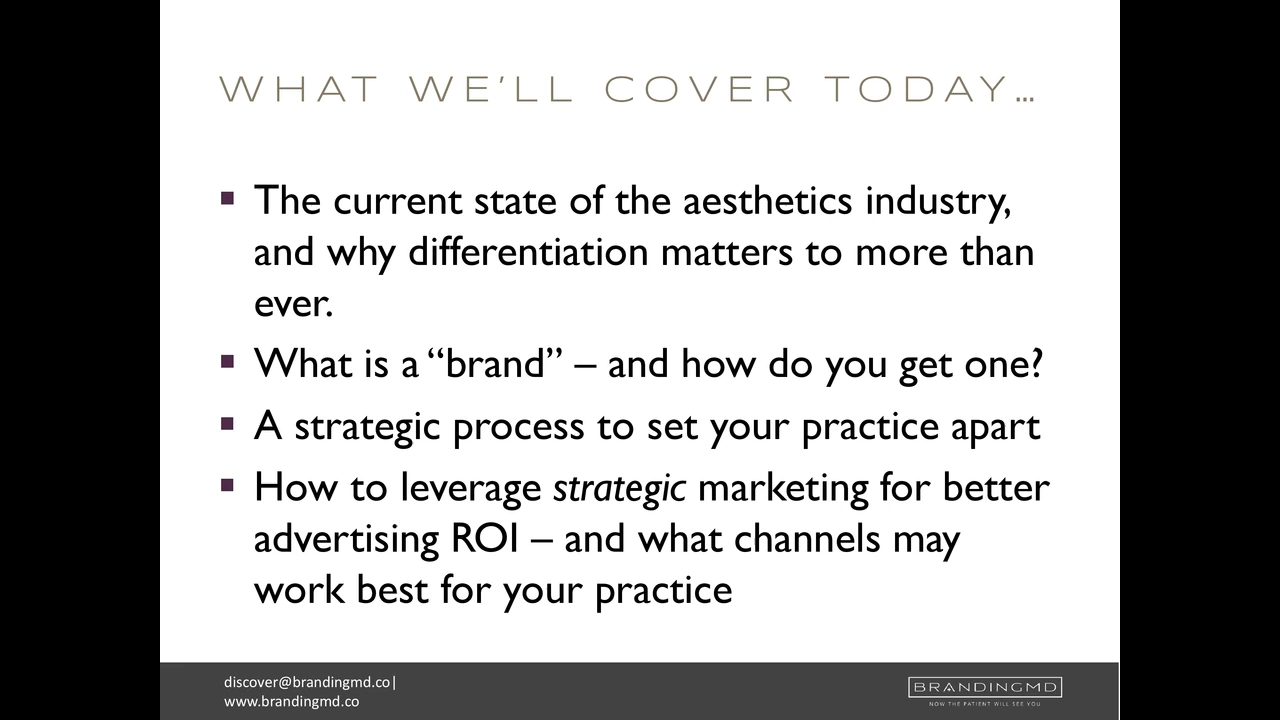 WHAT WE’LL COVER TODAY…
▪ The current state of the aesthetics industry,
and why differentiation matters to more than
ever.
▪ What is a “brand” – and how do you get one?
▪ A strategic process to set your practice apart
▪ How to leverage strategic marketing for better
advertising ROI – and what channels may
work best for your practice
discover@brandingmd.co|
www.brandingmd.co
BRANDINGMD
NOW THE PATIENT WILL SEE YOU